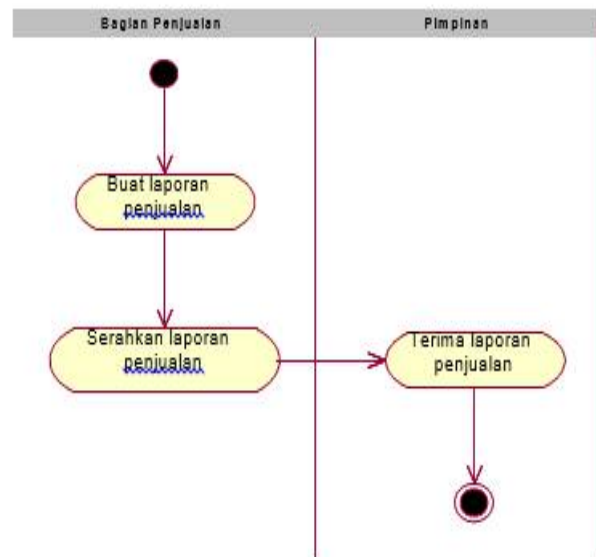 Bagian Penjualan
Pimpinan
Buat laporan
penjualan
Serahkan laporan
penjualan
Terima laporan
penjualan